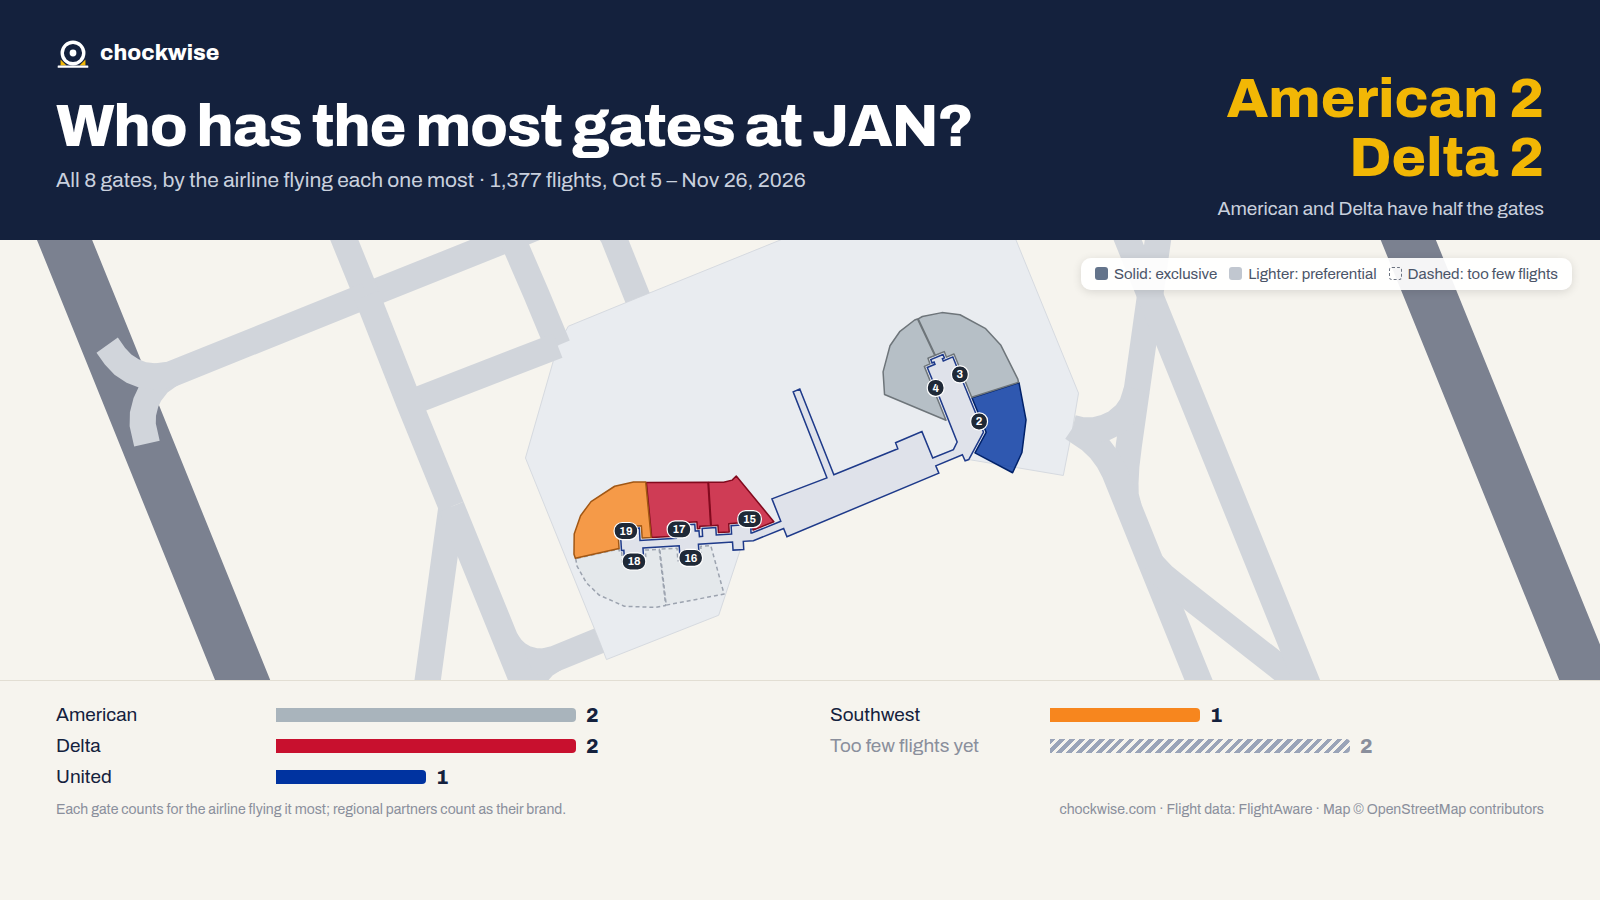 chockwise
Who has the most gates at JAN?
All 8 gates, by the airline flying each one most · 1,377 flights, Oct 5 – Nov 26, 2026
American 2
Delta 2
American and Delta have half the gates
Solid: exclusive Lighter: preferential Dashed: too few flights
3
4
2
15
17
19
16
18
American 2
Delta 2
United 1
Southwest 1
Too few flights yet 2
Each gate counts for the airline flying it most; regional partners count as their brand.
chockwise.com · Flight data: FlightAware · Map © OpenStreetMap contributors